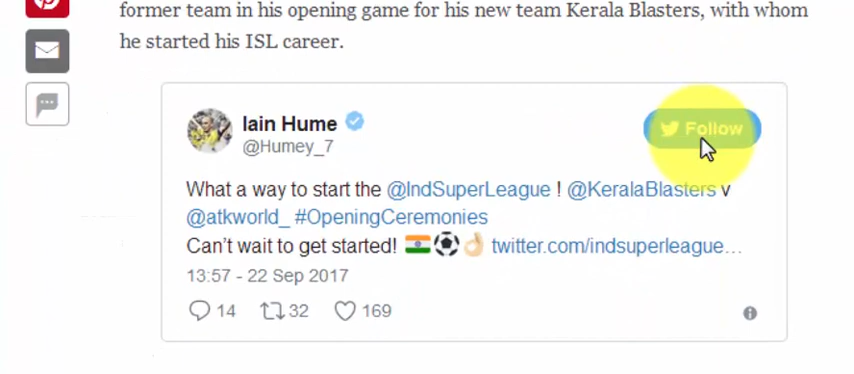 former team in his opening game for his new team Kerala Blasters, with whom
he started his ISL career.
Iain Hume
Follow
@Humey_7
What a way to start the @IndSuperLeague ! @KeralaBlasters v
@atkworld_ #OpeningCeremonies
Can't wait to get started! 🇮🇳⚽👌🏼 twitter.com/indsuperleague…
13:57 - 22 Sep 2017
14 32 169